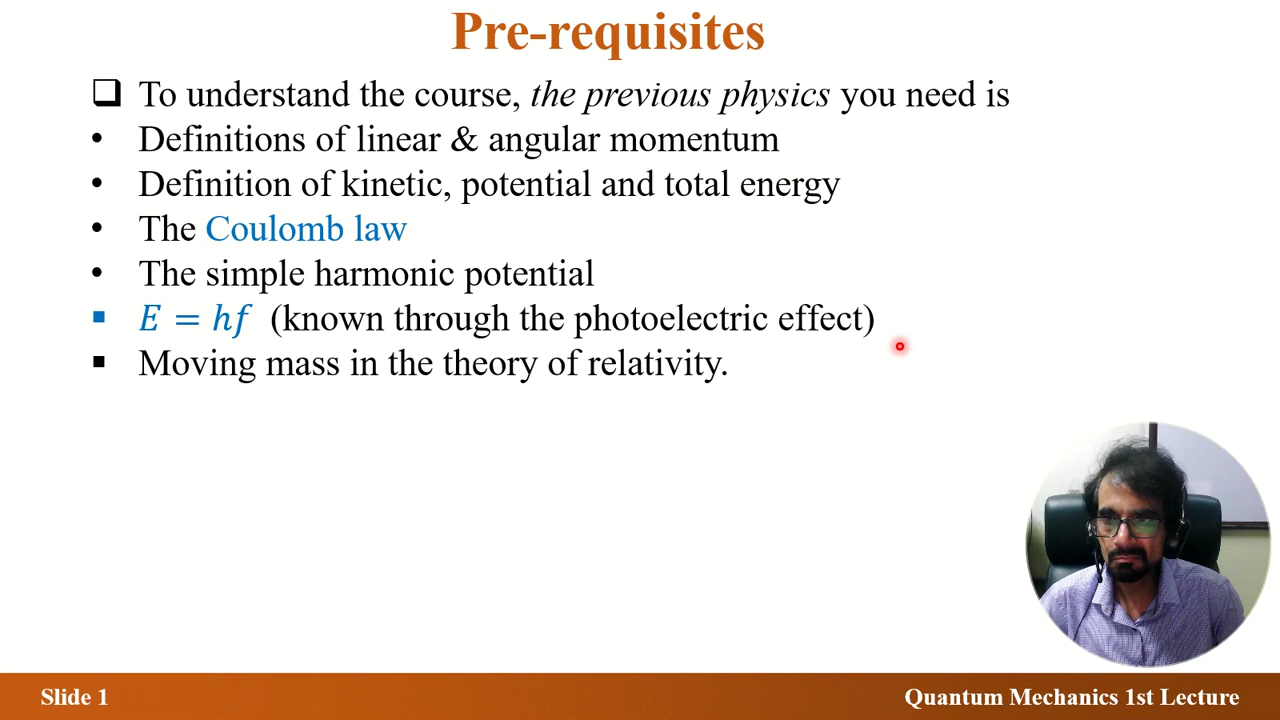 Pre-requisites
❑ To understand the course, the previous physics you need is
• Definitions of linear & angular momentum
• Definition of kinetic, potential and total energy
• The Coulomb law
• The simple harmonic potential
▪ E = hf (known through the photoelectric effect)
▪ Moving mass in the theory of relativity.
Slide 1
Quantum Mechanics 1st Lecture